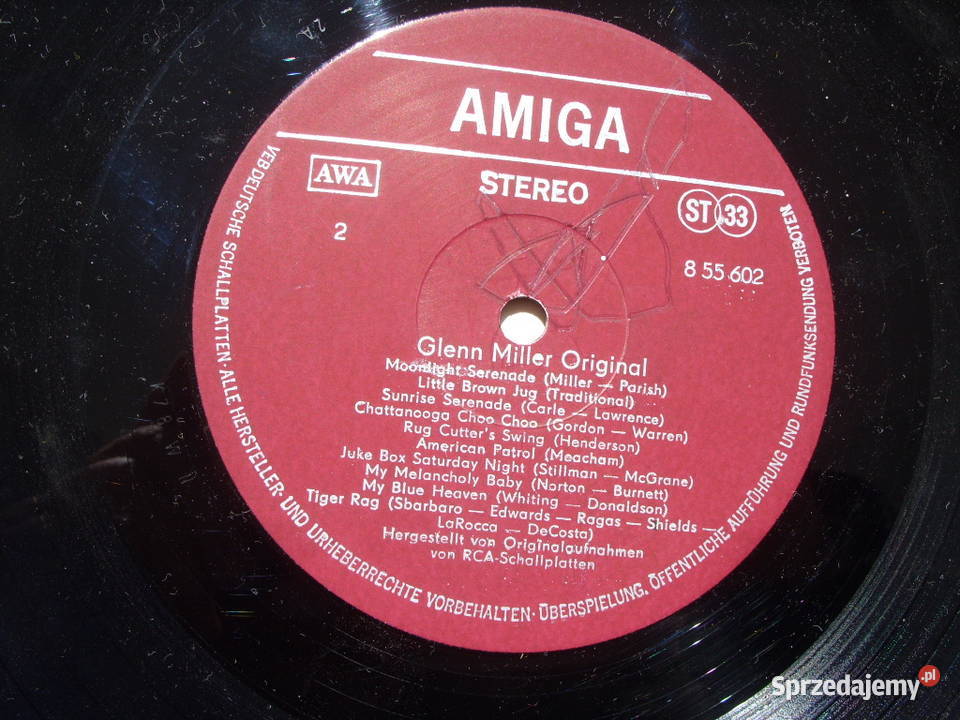 AMIGA
AWA
STEREO
ST 33
2
8 55 602
Glenn Miller Original
Moonlight Serenade (Miller — Parish)
Little Brown Jug (Traditional)
Sunrise Serenade (Carle — Lawrence)
Chattanooga Choo Choo (Gordon — Warren)
Rug Cutter's Swing (Henderson)
American Patrol (Meacham)
Juke Box Saturday Night (Stillman — McGrane)
My Melancholy Baby (Norton — Burnett)
My Blue Heaven (Whiting — Donaldson)
Tiger Rag (Sbarbaro — Edwards — Ragas — Shields —
LaRocca — DeCosta)
Hergestellt von Originalaufnahmen
von RCA-Schallplatten
VEB DEUTSCHE SCHALLPLATTEN · ALLE HERSTELLER UND URHEBERRECHTE VORBEHALTEN · ÜBERSPIELUNG, ÖFFENTLICHE AUFFÜHRUNG UND RUNDFUNKSENDUNG VERBOTEN
Sprzedajemy.pl